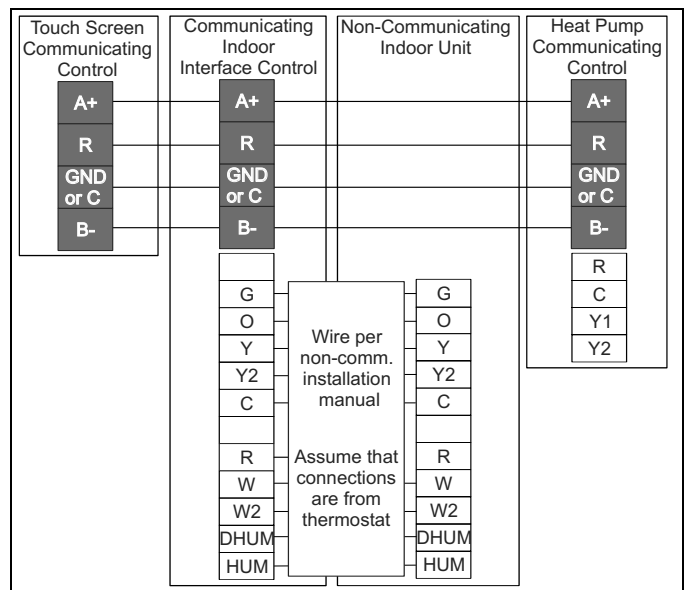 Touch Screen
Communicating
Control
A+
R
GND
or C
B-
Communicating
Indoor
Interface Control
A+
R
GND
or C
B-
G
O
Y
Y2
C
R
W
W2
DHUM
HUM
Wire per
non-comm.
installation
manual
Assume that
connections
are from
thermostat
Non-Communicating
Indoor Unit
G
O
Y
Y2
C
R
W
W2
DHUM
HUM
Heat Pump
Communicating
Control
A+
R
GND
or C
B-
R
C
Y1
Y2